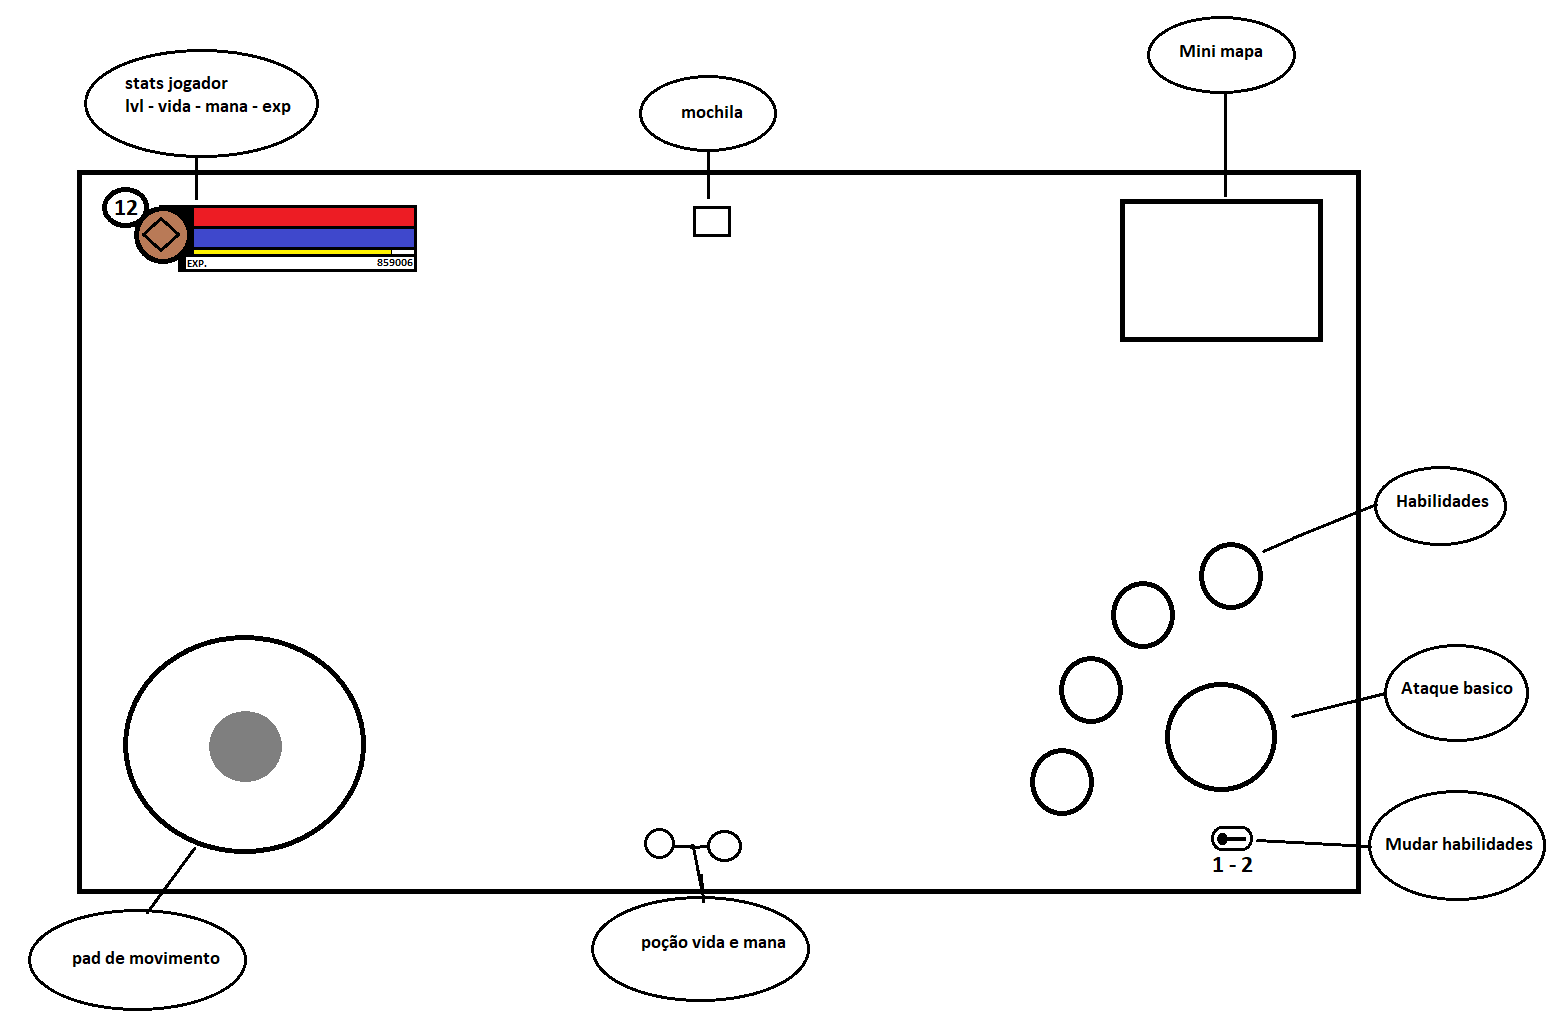 Mini mapa
stats jogador
lvl - vida - mana - exp
mochila
12
EXP.
859006
Habilidades
Ataque basico
Mudar habilidades
1 - 2
poção vida e mana
pad de movimento